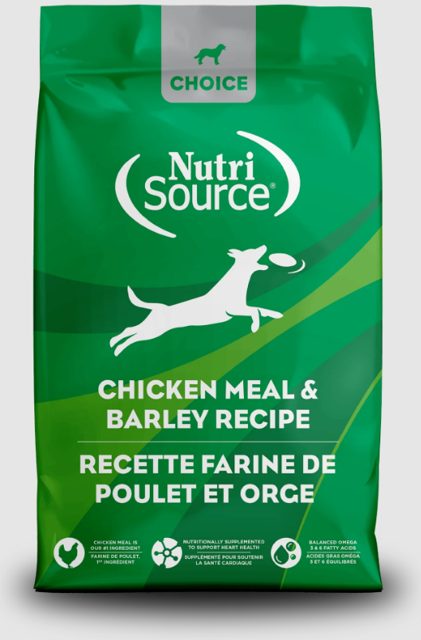 CHOICE
Nutri
Source®
CHICKEN MEAL &
BARLEY RECIPE
RECETTE FARINE DE
POULET ET ORGE
CHICKEN MEAL IS
OUR #1 INGREDIENT
FARINE DE POULET,
1ER INGRÉDIENT
NUTRITIONALLY SUPPLEMENTED
TO SUPPORT HEART HEALTH
SUPPLÉMENTÉ POUR SOUTENIR
LA SANTÉ CARDIAQUE
BALANCED OMEGA
3 & 6 FATTY ACIDS
ACIDES GRAS OMÉGA
3 ET 6 ÉQUILIBRÉS